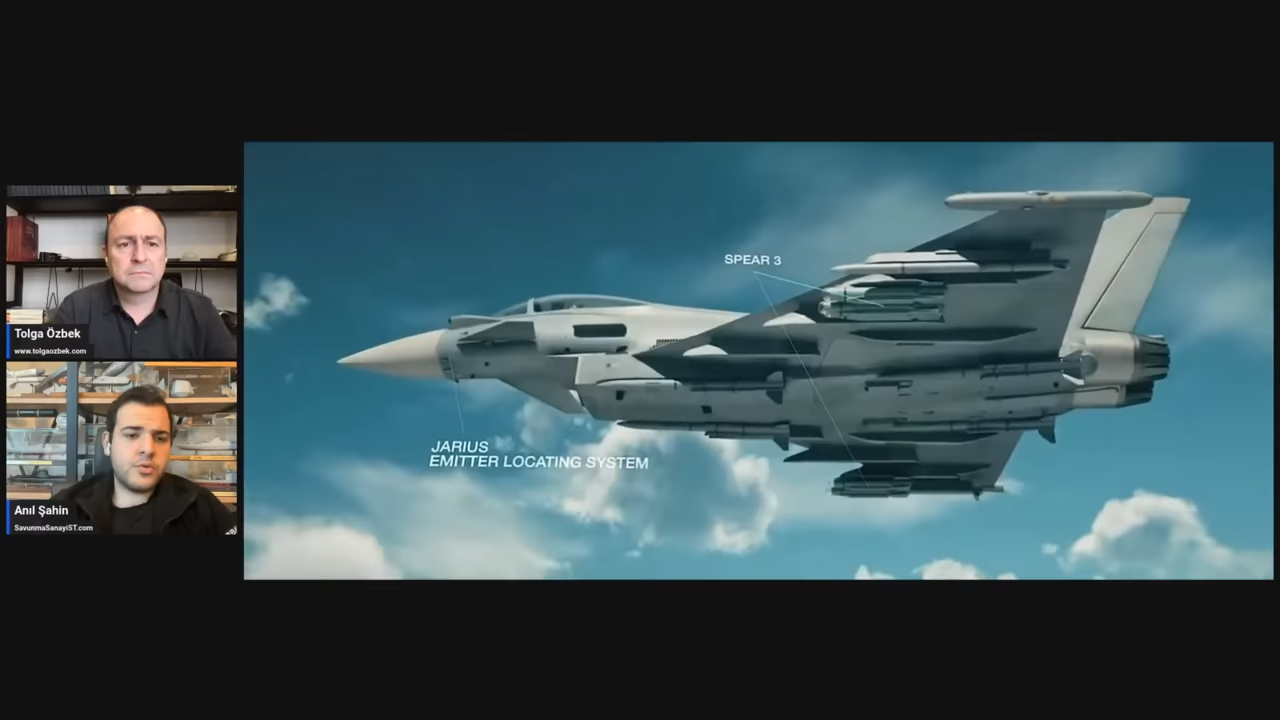 Tolga Özbek
www.tolgaozbek.com
Anıl Şahin
SavunmaSanayiST.com
SPEAR 3
JARIUS
EMITTER LOCATING SYSTEM